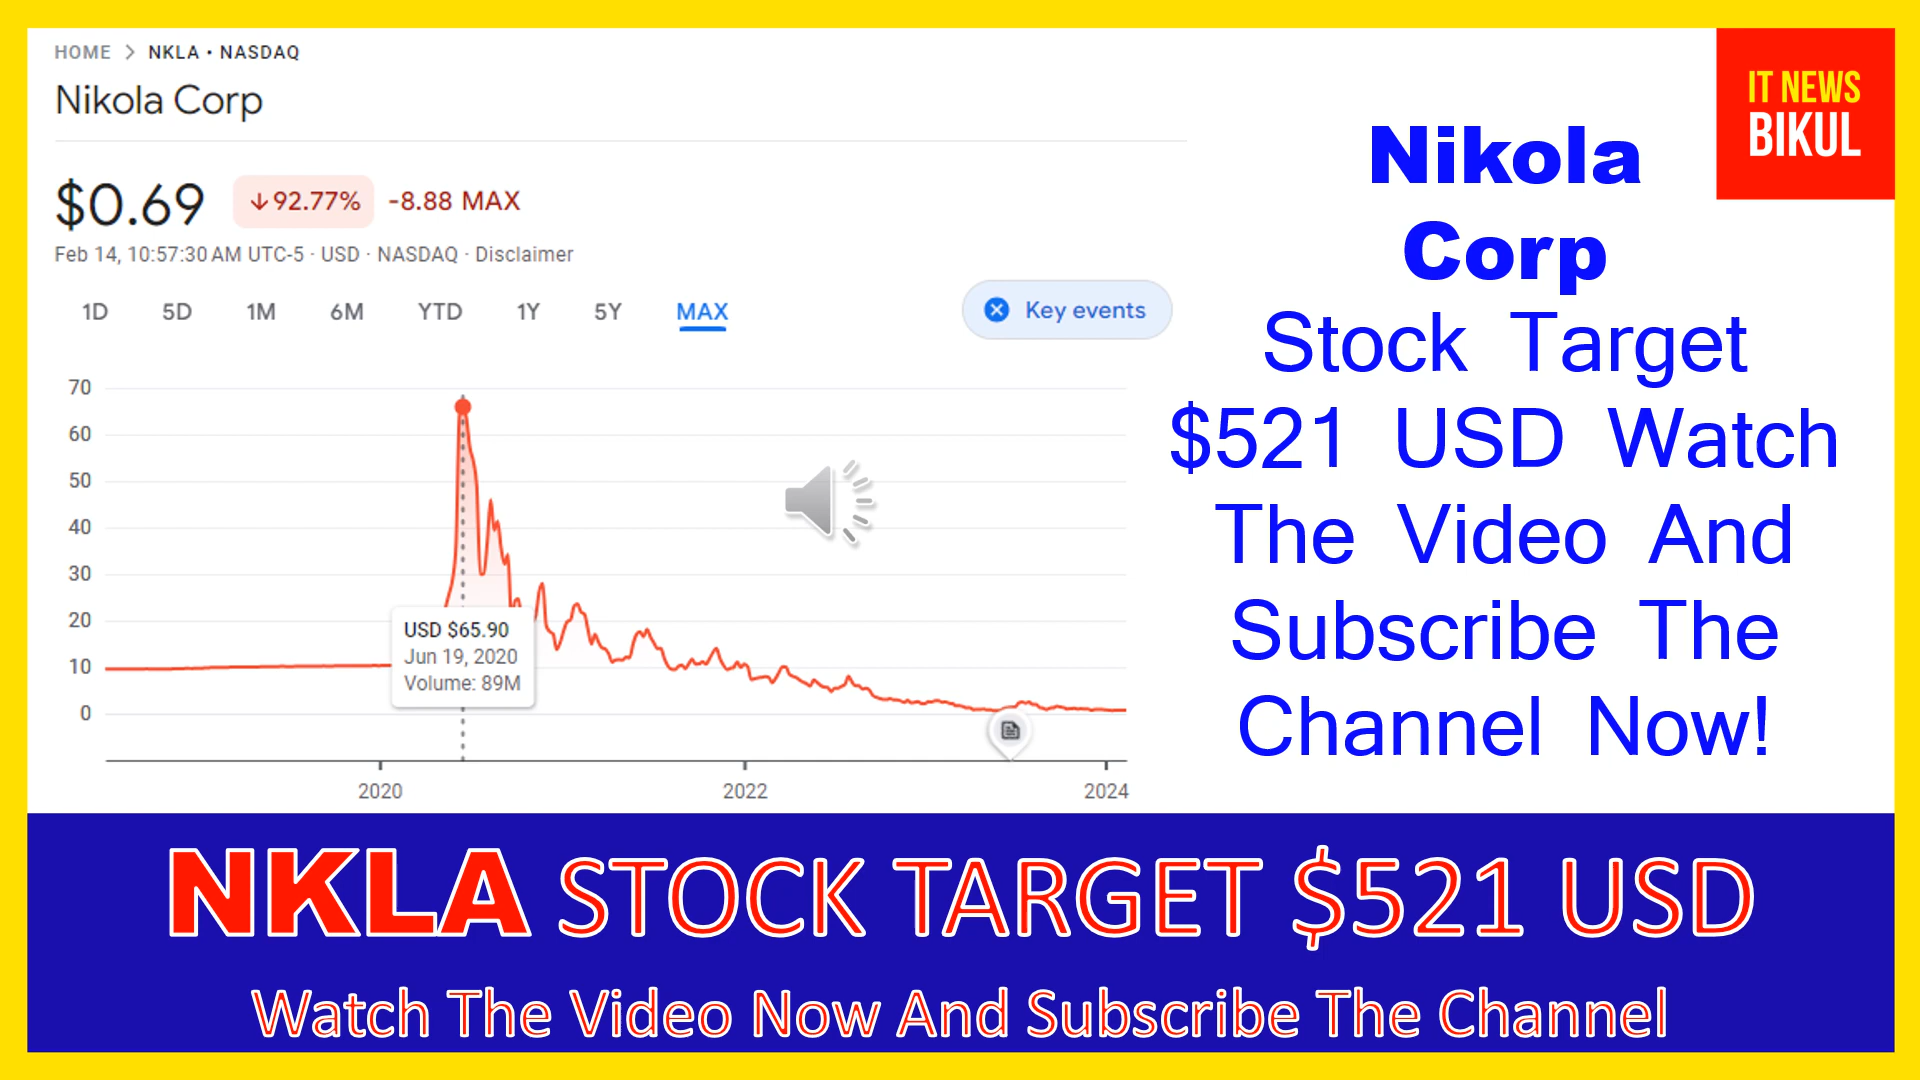 HOME > NKLA • NASDAQ
Nikola Corp
$0.69 ↓92.77% -8.88 MAX
Feb 14, 10:57:30 AM UTC-5 · USD · NASDAQ · Disclaimer
1D 5D 1M 6M YTD 1Y 5Y MAX
Key events
70
60
50
40
30
20
10
0
USD $65.90
Jun 19, 2020
Volume: 89M
2020 2022 2024
IT NEWS
BIKUL
Nikola
Corp
Stock Target
$521 USD Watch
The Video And
Subscribe The
Channel Now!
NKLA STOCK TARGET $521 USD
Watch The Video Now And Subscribe The Channel